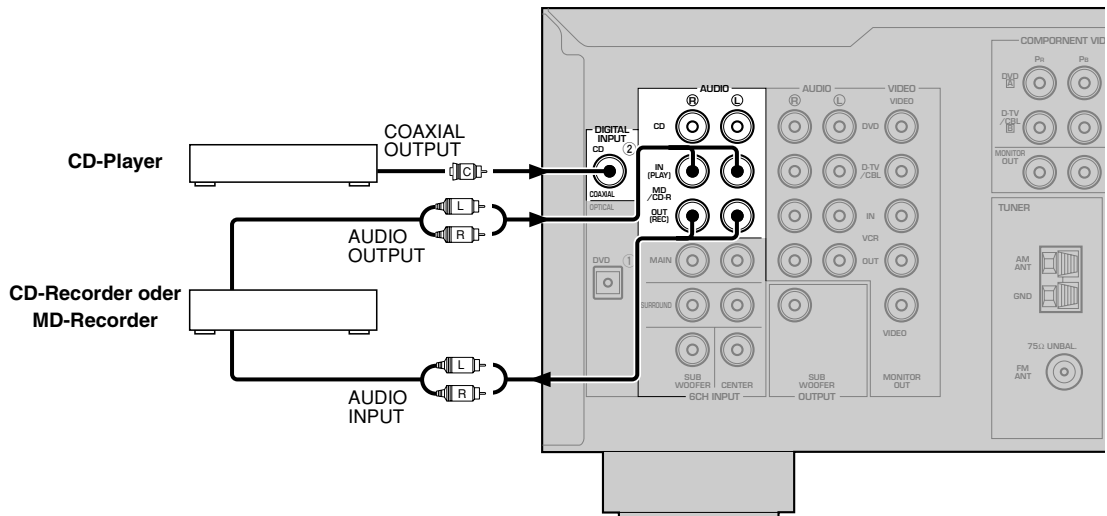 CD-Player
COAXIAL
OUTPUT
C
L
R
AUDIO
OUTPUT
CD-Recorder oder
MD-Recorder
L
R
AUDIO
INPUT
DIGITAL
INPUT
CD
②
COAXIAL
OPTICAL
DVD
①
AUDIO
Ⓡ Ⓛ
CD
IN
(PLAY)
MD
/CD-R
OUT
(REC)
MAIN
SURROUND
SUB
WOOFER
CENTER
6CH INPUT
AUDIO
Ⓡ Ⓛ
VIDEO
VIDEO
DVD
D-TV
/CBL
IN
VCR
OUT
VIDEO
SUB
WOOFER
OUTPUT
MONITOR
OUT
COMPORNENT VID
PR PB
DVD
A
D-TV
/CBL
B
MONITOR
OUT
TUNER
AM
ANT
GND
75Ω UNBAL.
FM
ANT